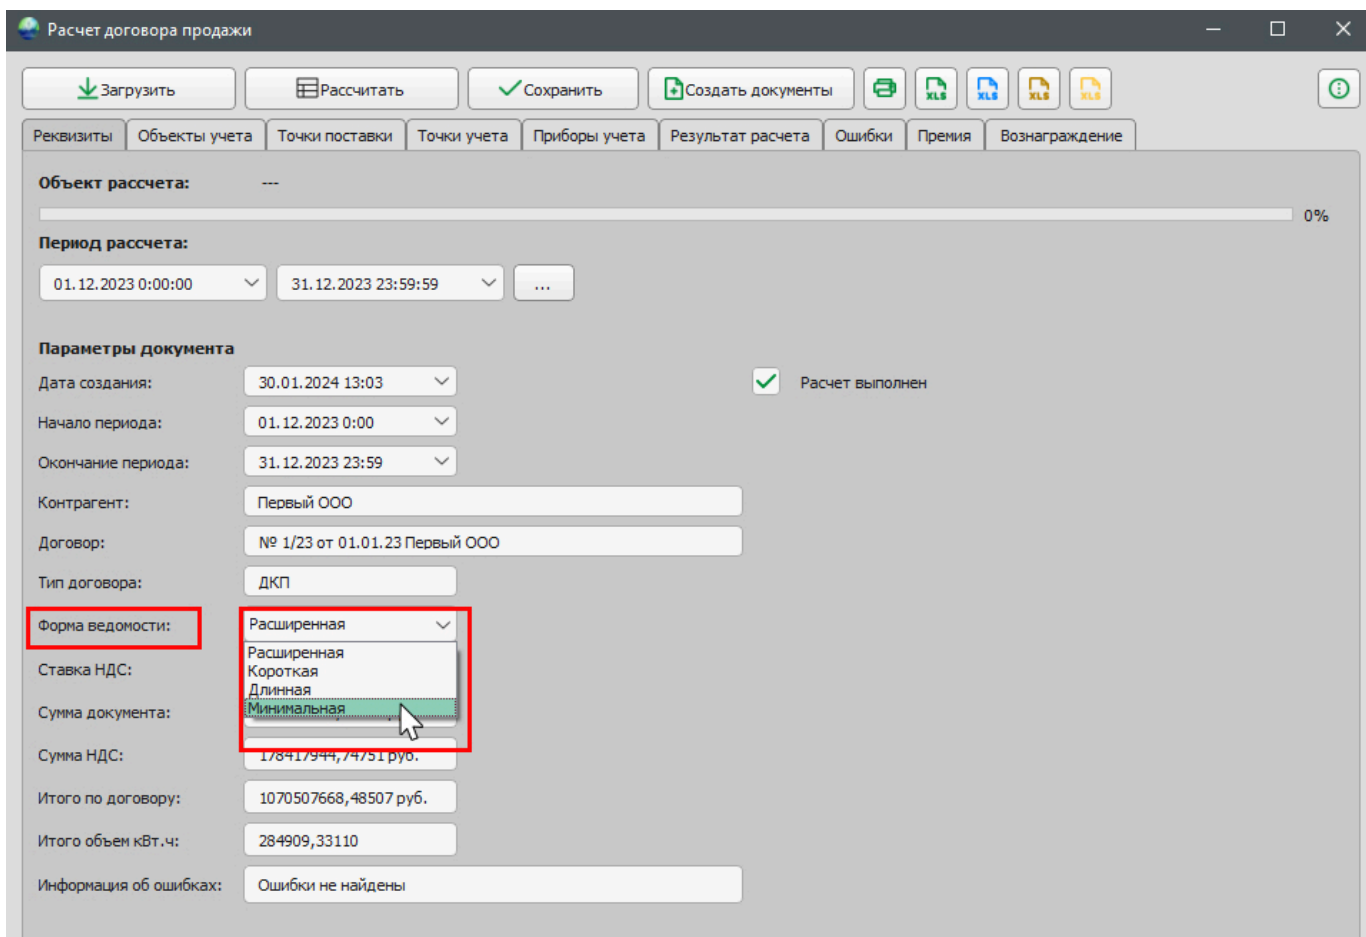 Расчет договора продажи
Загрузить Рассчитать Сохранить Создать документы XLS XLS XLS XLS
Реквизиты Объекты учета Точки поставки Точки учета Приборы учета Результат расчета Ошибки Премия Вознаграждение
Объект рассчета: ---
0%
Период рассчета:
01.12.2023 0:00:00 31.12.2023 23:59:59 ...
Параметры документа
Дата создания: 30.01.2024 13:03 Расчет выполнен
Начало периода: 01.12.2023 0:00
Окончание периода: 31.12.2023 23:59
Контрагент: Первый ООО
Договор: № 1/23 от 01.01.23 Первый ООО
Тип договора: ДКП
Форма ведомости: Расширенная
Расширенная
Ставка НДС: Короткая
Длинная
Сумма документа: Минимальная
Сумма НДС: 178417944,74751 руб.
Итого по договору: 1070507668,48507 руб.
Итого объем кВт.ч: 284909,33110
Информация об ошибках: Ошибки не найдены